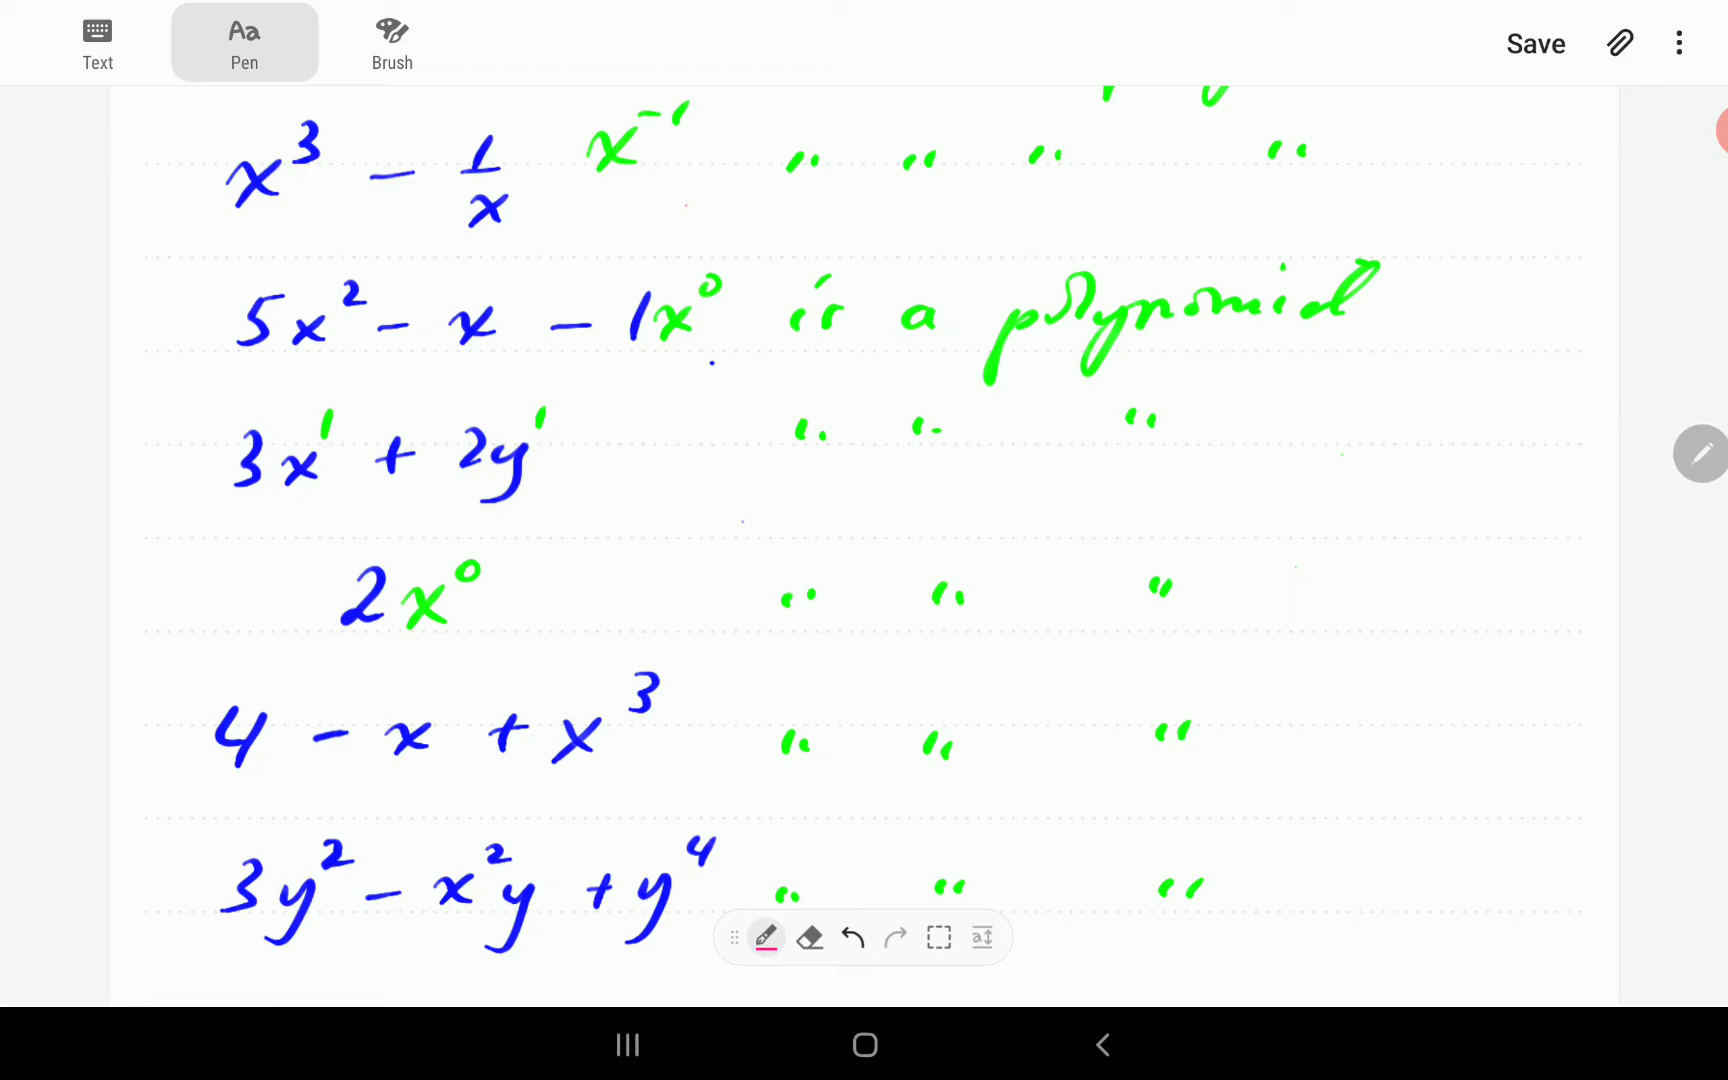 Text Pen Brush Save
x³ - 1/x x⁻¹ " " " "
5x² - x - 1x⁰ is a polynomial
3x¹ + 2y¹ " " "
2x⁰ " " "
4 - x + x³ " " "
3y² - x²y + y⁴ " " "